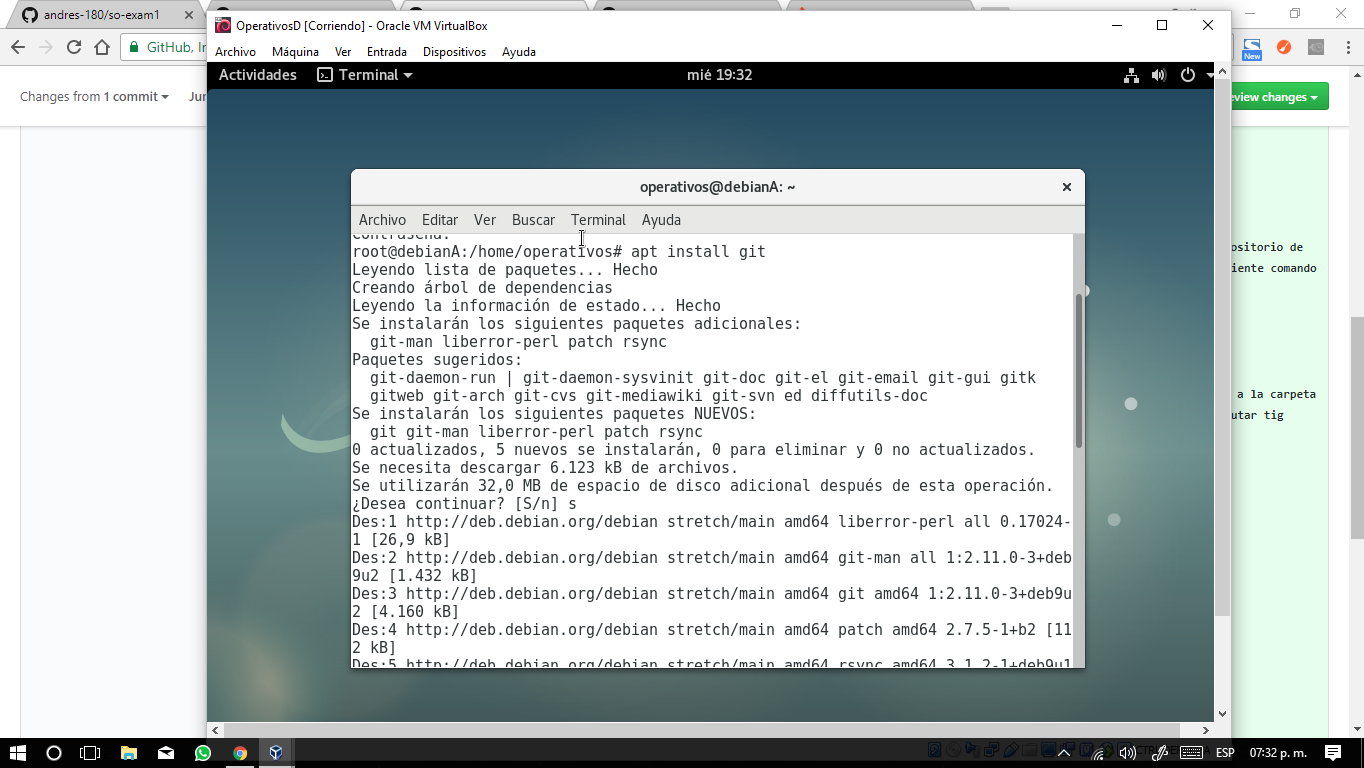 andres-180/so-exam1
OperativosD [Corriendo] - Oracle VM VirtualBox
GitHub, In
New
Archivo Máquina Ver Entrada Dispositivos Ayuda
Actividades Terminal mié 19:32
Changes from 1 commit Jur
view changes
operativos@debianA: ~
Archivo Editar Ver Buscar Terminal Ayuda
Contraseña:
root@debianA:/home/operativos# apt install git
Leyendo lista de paquetes... Hecho
Creando árbol de dependencias
Leyendo la información de estado... Hecho
Se instalarán los siguientes paquetes adicionales:
git-man liberror-perl patch rsync
Paquetes sugeridos:
git-daemon-run | git-daemon-sysvinit git-doc git-el git-email git-gui gitk
gitweb git-arch git-cvs git-mediawiki git-svn ed diffutils-doc
Se instalarán los siguientes paquetes NUEVOS:
git git-man liberror-perl patch rsync
0 actualizados, 5 nuevos se instalarán, 0 para eliminar y 0 no actualizados.
Se necesita descargar 6.123 kB de archivos.
Se utilizarán 32,0 MB de espacio de disco adicional después de esta operación.
¿Desea continuar? [S/n] s
Des:1 http://deb.debian.org/debian stretch/main amd64 liberror-perl all 0.17024-
1 [26,9 kB]
Des:2 http://deb.debian.org/debian stretch/main amd64 git-man all 1:2.11.0-3+deb
9u2 [1.432 kB]
Des:3 http://deb.debian.org/debian stretch/main amd64 git amd64 1:2.11.0-3+deb9u
2 [4.160 kB]
Des:4 http://deb.debian.org/debian stretch/main amd64 patch amd64 2.7.5-1+b2 [11
2 kB]
Des:5 http://deb.debian.org/debian stretch/main amd64 rsync amd64 3.1.2-1+deb9u1
ositorio de
iente comando
a la carpeta
utar tig
ESP 07:32 p. m.